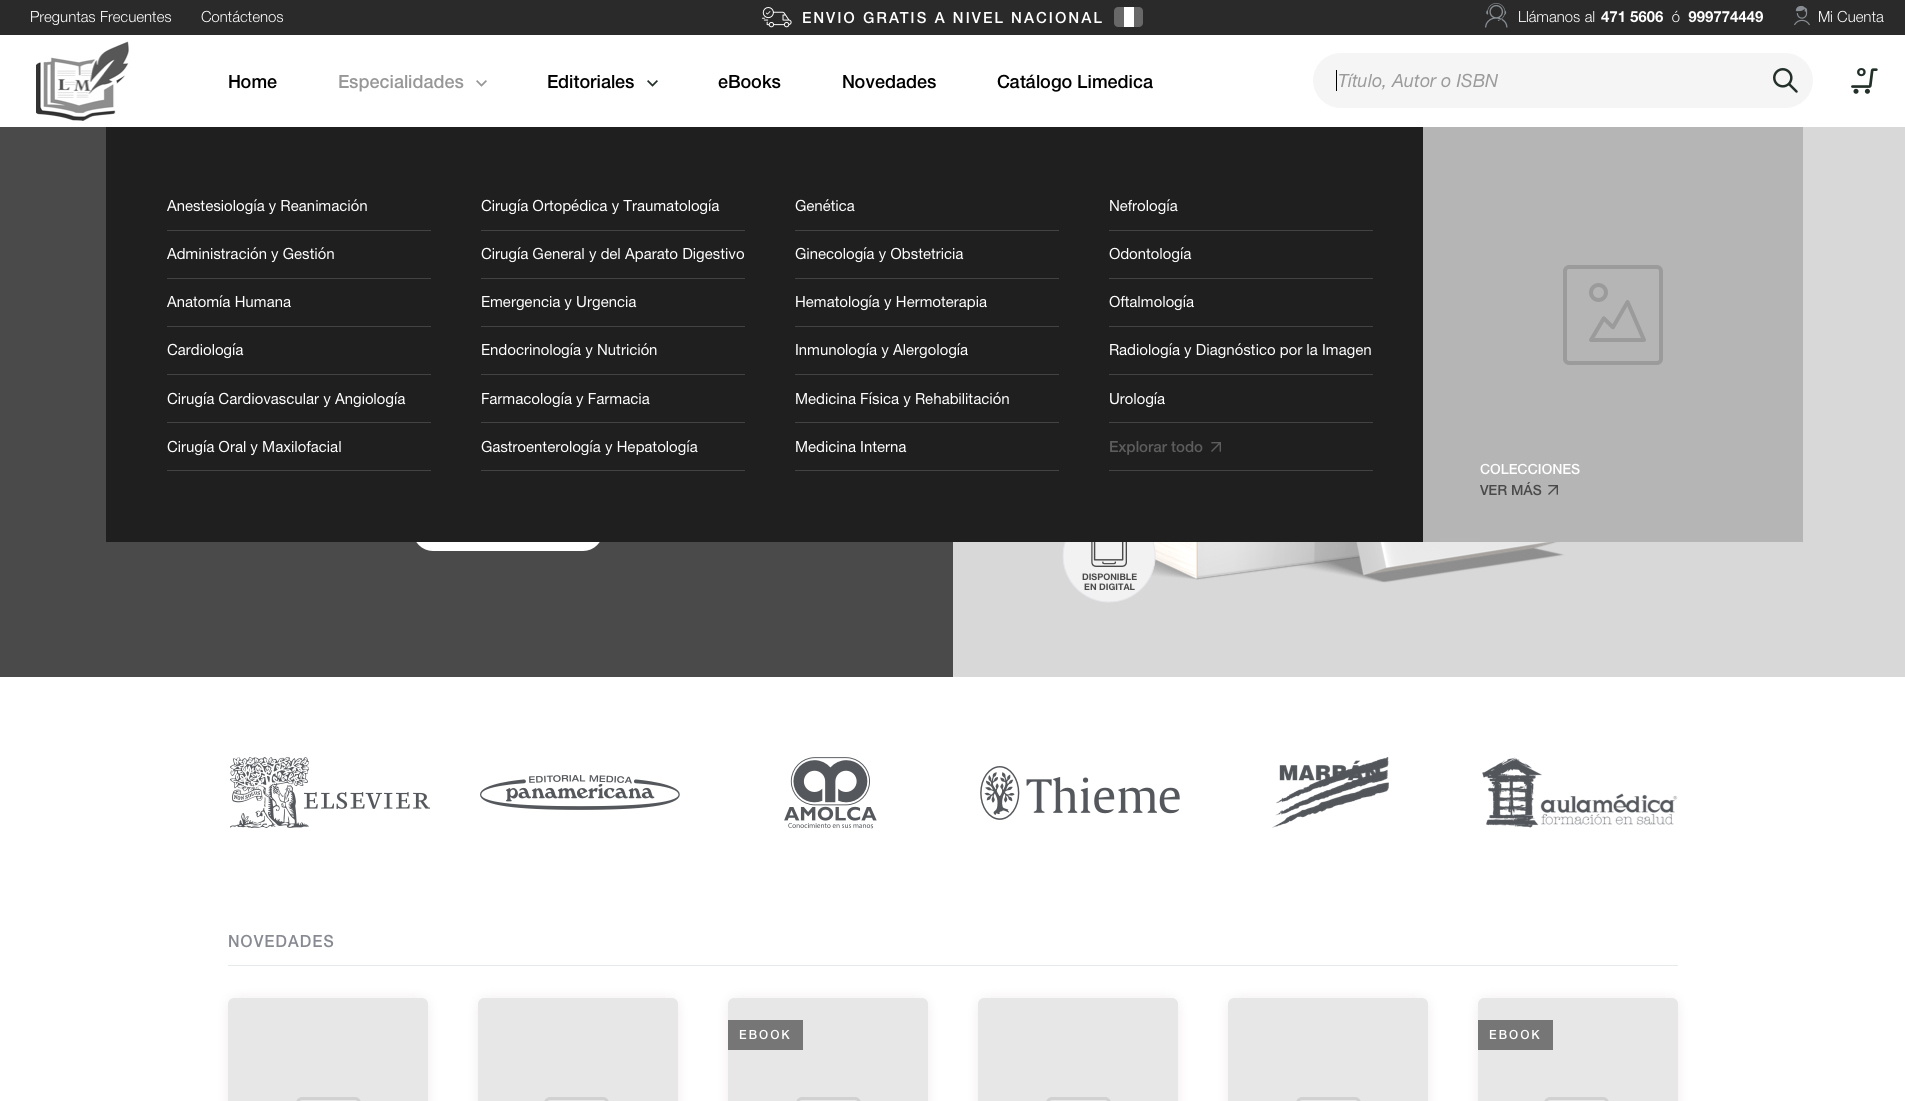 Preguntas Frecuentes
Contáctenos
ENVIO GRATIS A NIVEL NACIONAL
Llámanos al 471 5606 ó 999774449
Mi Cuenta
LM
Home
Especialidades
Editoriales
eBooks
Novedades
Catálogo Limedica
Título, Autor o ISBN
Anestesiología y Reanimación
Administración y Gestión
Anatomía Humana
Cardiología
Cirugía Cardiovascular y Angiología
Cirugía Oral y Maxilofacial
Cirugía Ortopédica y Traumatología
Cirugía General y del Aparato Digestivo
Emergencia y Urgencia
Endocrinología y Nutrición
Farmacología y Farmacia
Gastroenterología y Hepatología
Genética
Ginecología y Obstetricia
Hematología y Hermoterapia
Inmunología y Alergología
Medicina Física y Rehabilitación
Medicina Interna
Nefrología
Odontología
Oftalmología
Radiología y Diagnóstico por la Imagen
Urología
Explorar todo
COLECCIONES
VER MÁS
DISPONIBLE
EN DIGITAL
ELSEVIER
EDITORIAL MEDICA
panamericana
AMOLCA
Conocimiento en sus manos
Thieme
MARBÁN
aulamédica
formación en salud
NOVEDADES
EBOOK
EBOOK